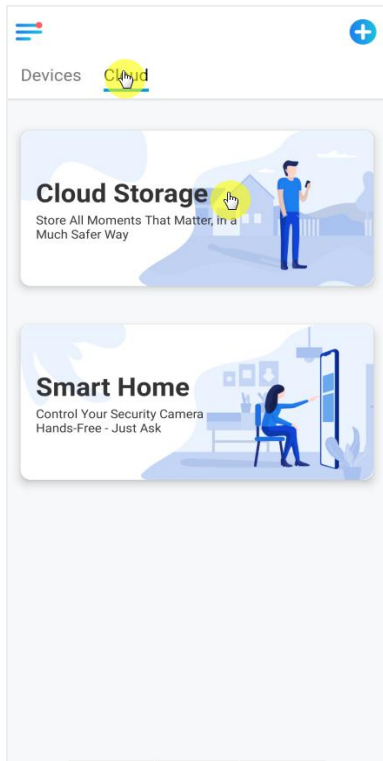 Devices Cloud
Cloud Storage
Store All Moments That Matter, in a
Much Safer Way
Smart Home
Control Your Security Camera
Hands-Free - Just Ask